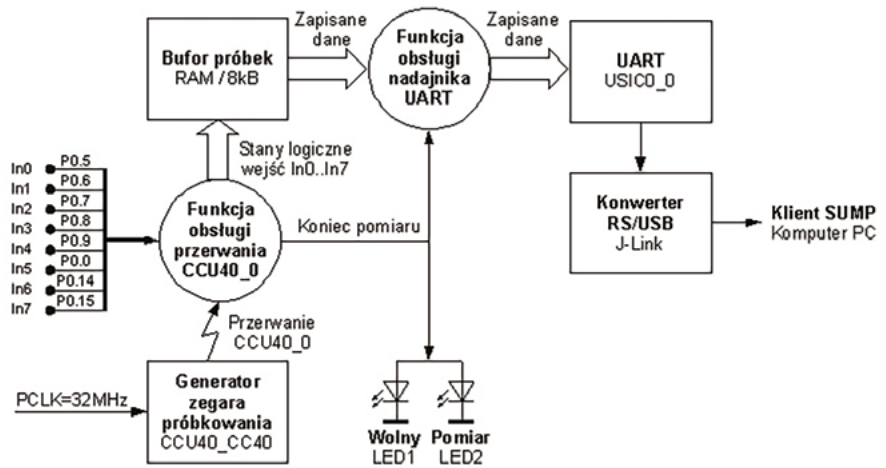 Bufor próbek
RAM / 8kB
Zapisane
dane
Funkcja
obsługi
nadajnika
UART
Zapisane
dane
UART
USIC0_0
Stany logiczne
wejść In0..In7
In0 P0.5
In1 P0.6
In2 P0.7
In3 P0.8
In4 P0.9
In5 P0.0
In6 P0.14
In7 P0.15
Funkcja
obsługi
przerwania
CCU40_0
Koniec pomiaru
Konwerter
RS/USB
J-Link
Klient SUMP
Komputer PC
Przerwanie
CCU40_0
PCLK=32MHz
Generator
zegara
próbkowania
CCU40_CC40
Wolny
LED1
Pomiar
LED2